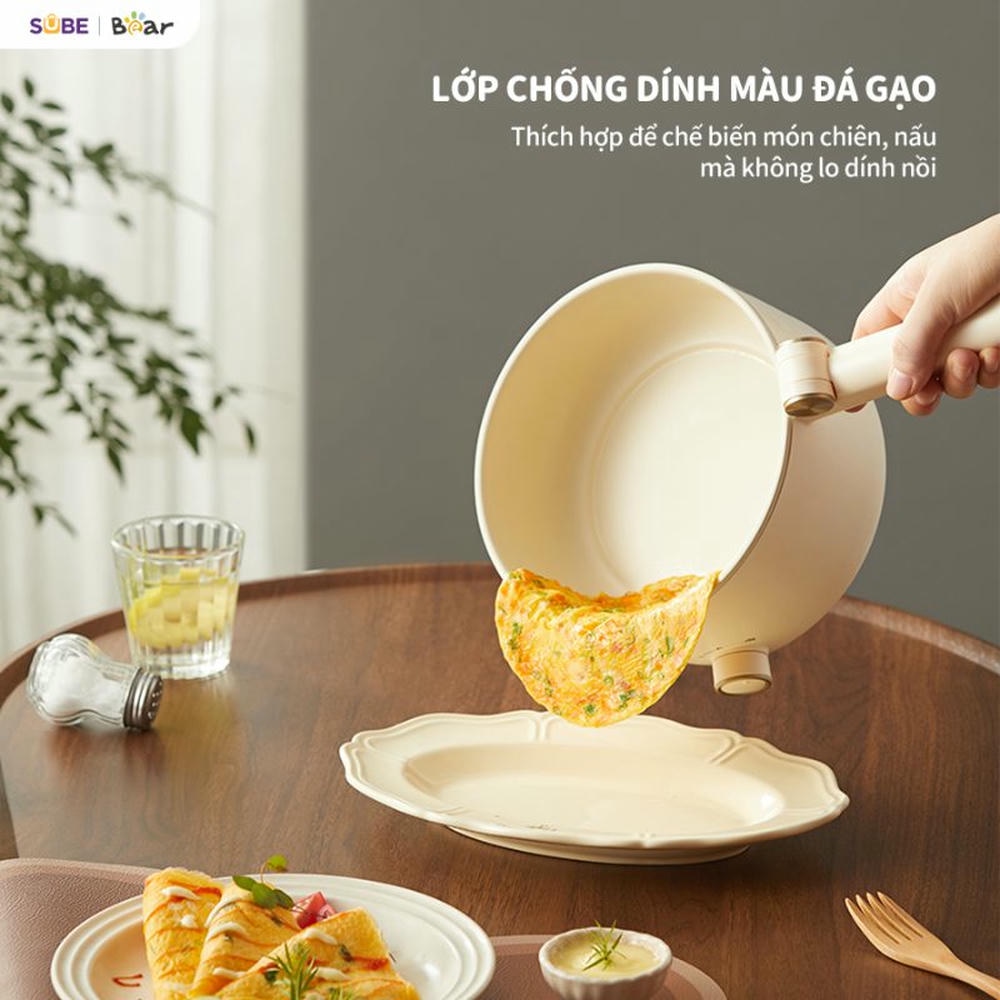 SUBE | Bear
LỚP CHỐNG DÍNH MÀU ĐÁ GẠO
Thích hợp để chế biến món chiên, nấu
mà không lo dính nồi